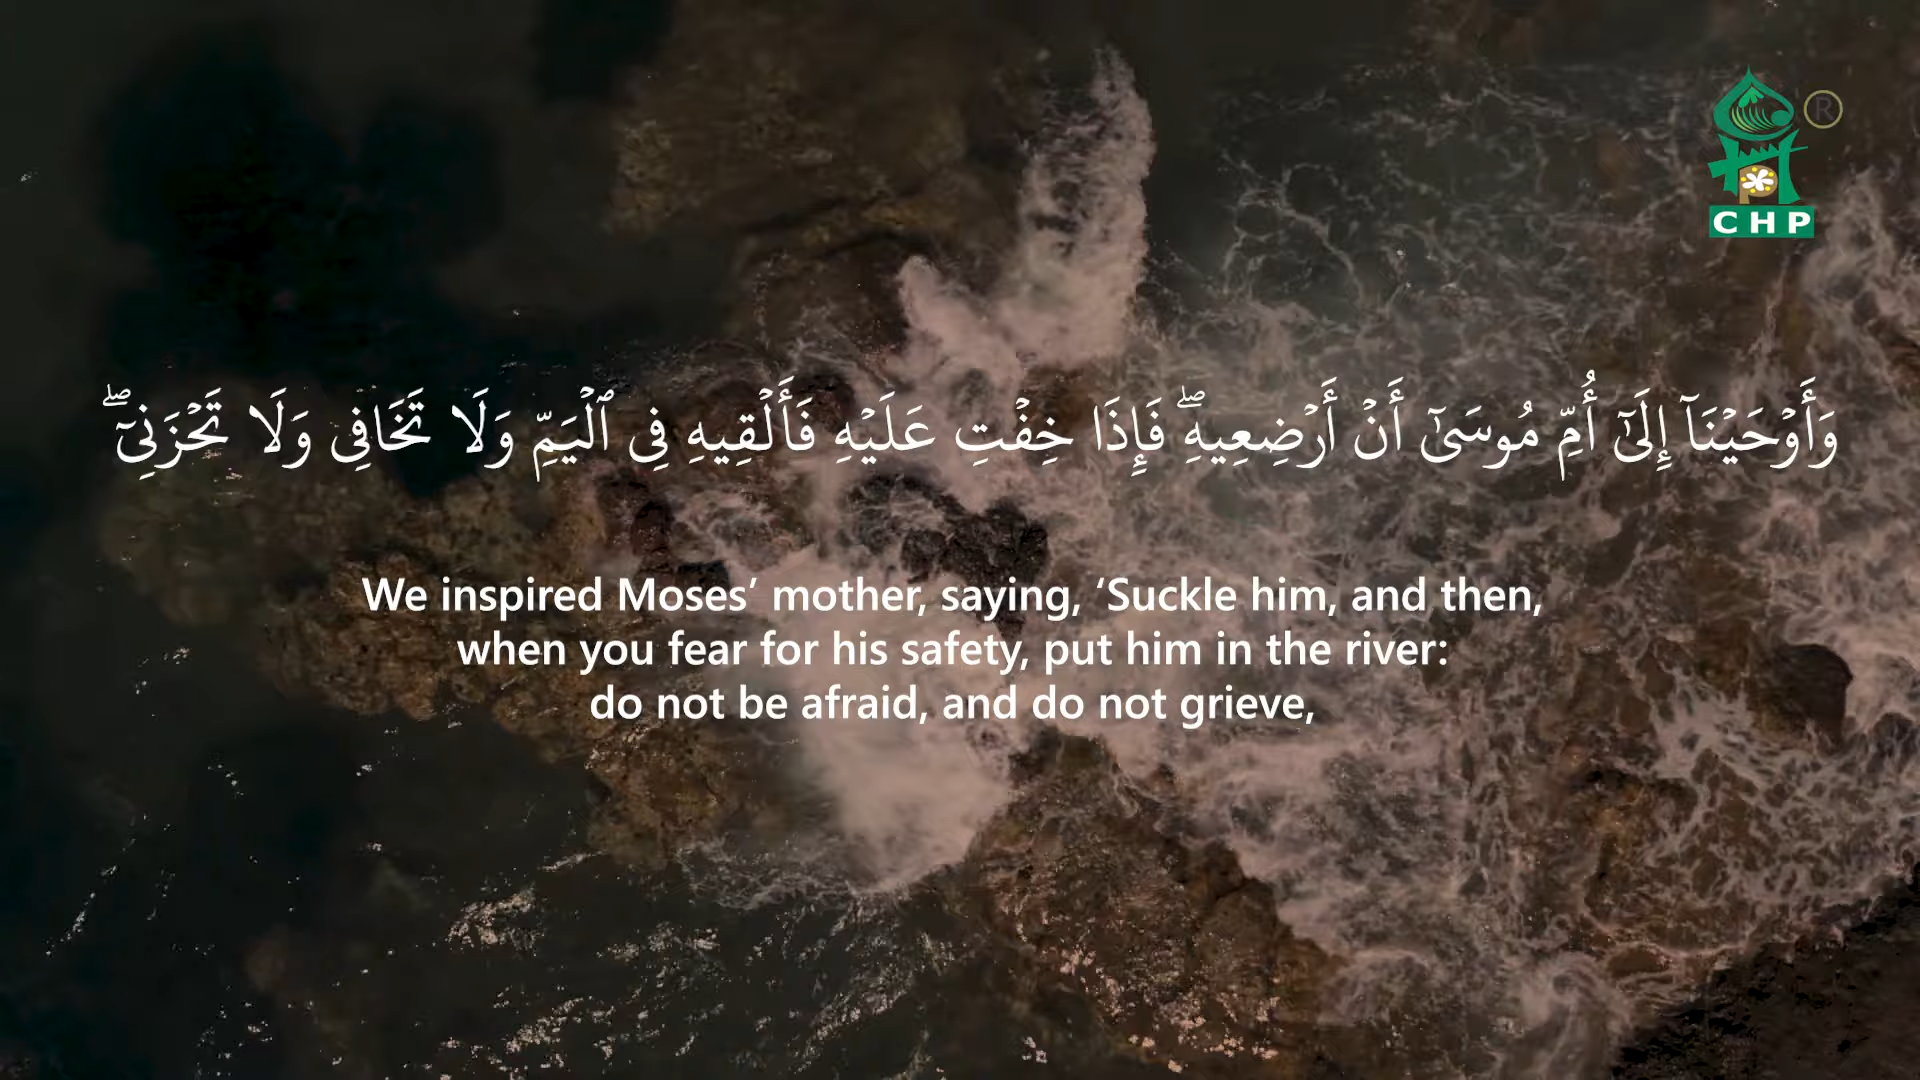 ®
CHP
وَأَوْحَيْنَآ إِلَىٰٓ أُمِّ مُوسَىٰٓ أَنْ أَرْضِعِيهِ ۖ فَإِذَا خِفْتِ عَلَيْهِ فَأَلْقِيهِ فِى ٱلْيَمِّ وَلَا تَخَافِى وَلَا تَحْزَنِىٓ ۖ
We inspired Moses’ mother, saying, ‘Suckle him, and then,
when you fear for his safety, put him in the river:
do not be afraid, and do not grieve,